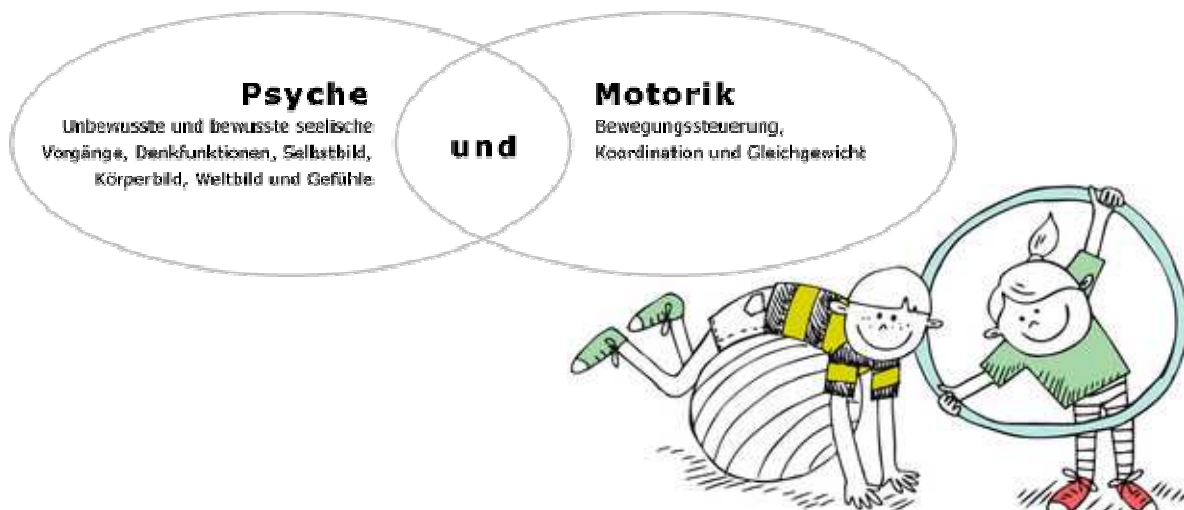 Psyche
Unbewusste und bewusste seelische
Vorgänge, Denkfunktionen, Selbstbild,
Körperbild, Weltbild und Gefühle
und
Motorik
Bewegungssteuerung,
Koordination und Gleichgewicht